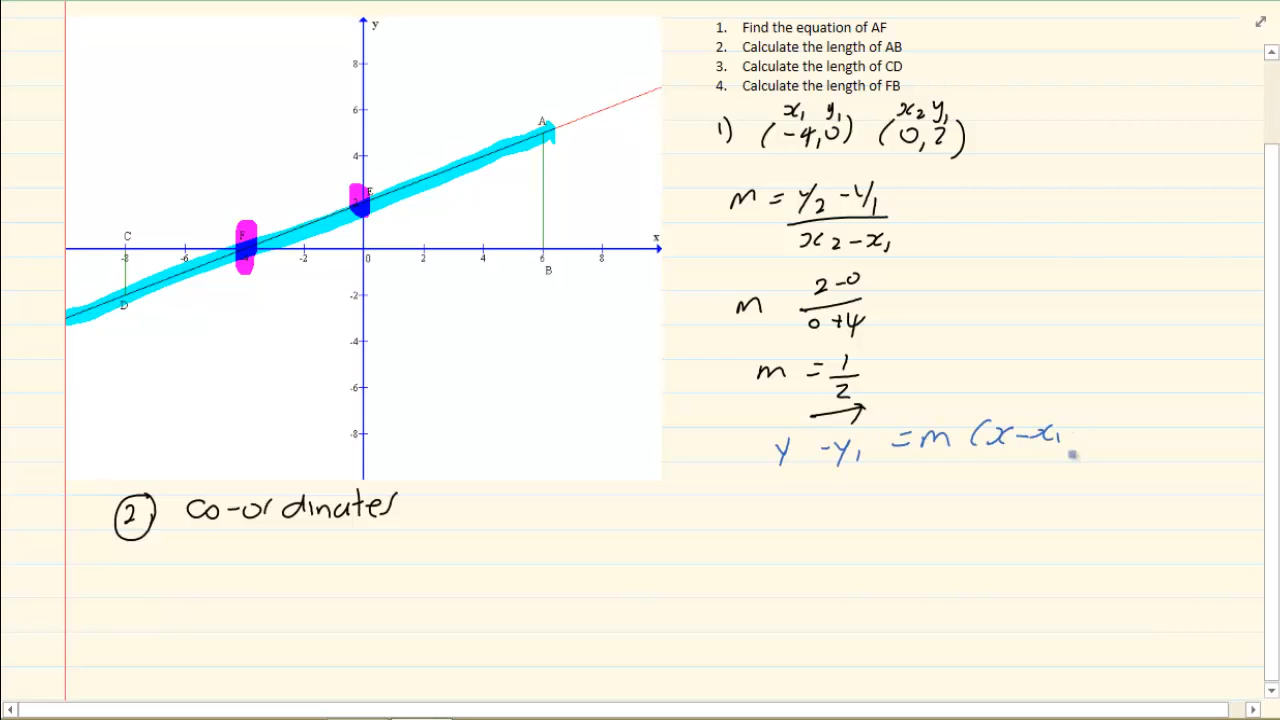 y
8
6
A
4
E
2
C
F
x
-8
-6
-4
-2
0
2
4
6
8
B
D
-2
-4
-6
-8
1. Find the equation of AF
2. Calculate the length of AB
3. Calculate the length of CD
4. Calculate the length of FB
x₁ y₁ x₂ y₁
1) (-4,0) (0,2)
m = y₂ - y₁
x₂ - x₁
m 2-0
0+4
m = 1
2
y - y₁ = m (x - x₁
② co-ordinates